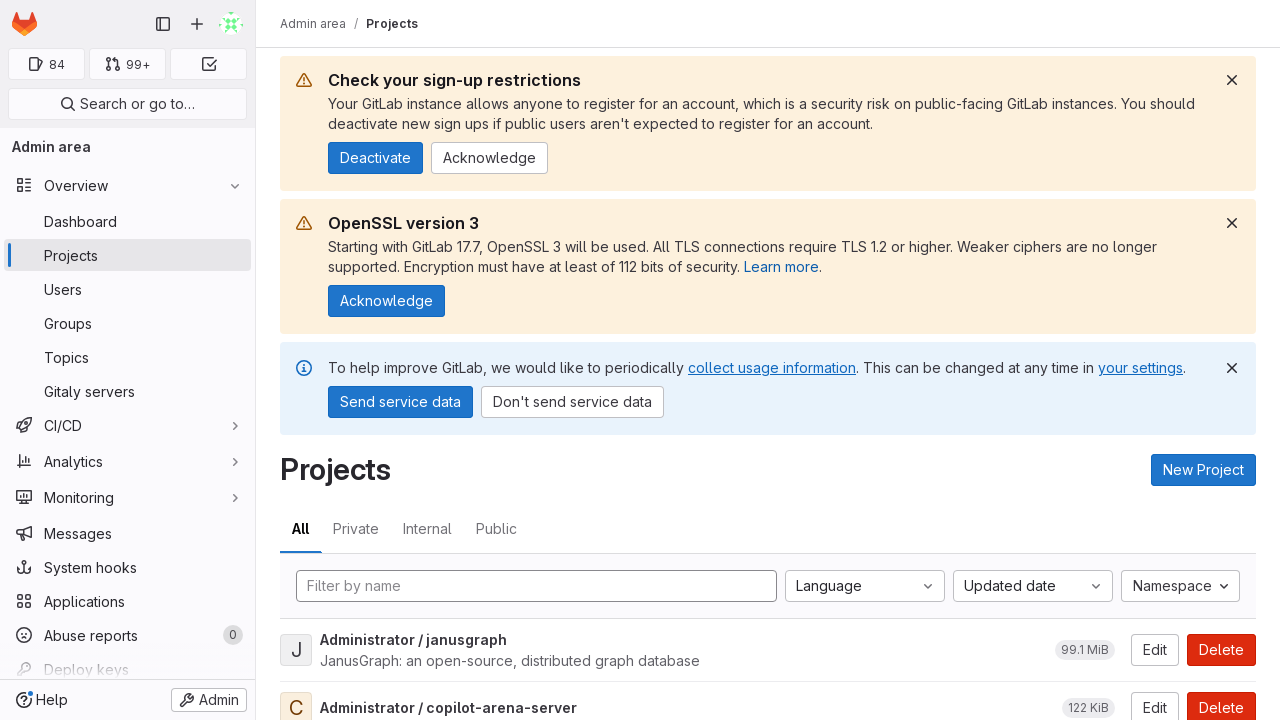 Admin area / Projects
84
99+
Search or go to…
Admin area
Overview
Dashboard
Projects
Users
Groups
Topics
Gitaly servers
CI/CD
Analytics
Monitoring
Messages
System hooks
Applications
Abuse reports 0
Deploy keys
Help
Admin
Check your sign-up restrictions
Your GitLab instance allows anyone to register for an account, which is a security risk on public-facing GitLab instances. You should
deactivate new sign ups if public users aren't expected to register for an account.
Deactivate Acknowledge
OpenSSL version 3
Starting with GitLab 17.7, OpenSSL 3 will be used. All TLS connections require TLS 1.2 or higher. Weaker ciphers are no longer
supported. Encryption must have at least of 112 bits of security. Learn more.
Acknowledge
To help improve GitLab, we would like to periodically collect usage information. This can be changed at any time in your settings.
Send service data Don't send service data
Projects New Project
All Private Internal Public
Filter by name Language Updated date Namespace
J Administrator / janusgraph 99.1 MiB Edit Delete
JanusGraph: an open-source, distributed graph database
C Administrator / copilot-arena-server 122 KiB Edit Delete